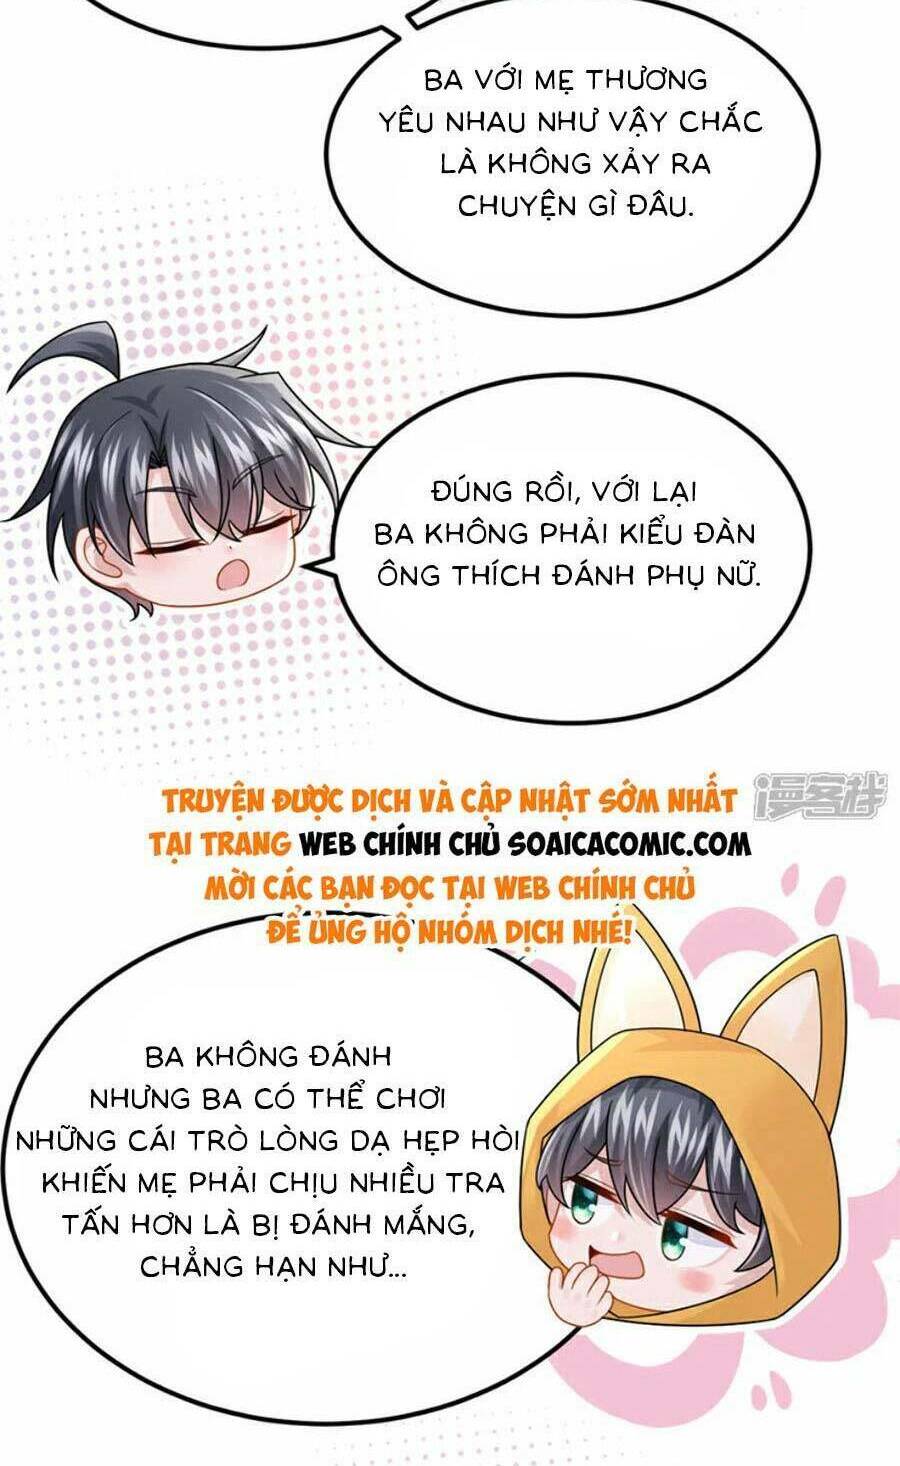 BA VỚI MẸ THƯƠNG
YÊU NHAU NHƯ VẬY CHẮC
LÀ KHÔNG XẢY RA
CHUYỆN GÌ ĐÂU.
ĐÚNG RỒI, VỚI LẠI
BA KHÔNG PHẢI KIỂU ĐÀN
ÔNG THÍCH ĐÁNH PHỤ NỮ.
漫客栈
TRUYỆN ĐƯỢC DỊCH VÀ CẬP NHẬT SỚM NHẤT
TẠI TRANG WEB CHÍNH CHỦ SOAICACOMIC.COM
MỜI CÁC BẠN ĐỌC TẠI WEB CHÍNH CHỦ
ĐỂ ỦNG HỘ NHÓM DỊCH NHÉ!
BA KHÔNG ĐÁNH
NHƯNG BA CÓ THỂ CHƠI
NHỮNG CÁI TRÒ LÒNG DẠ HẸP HÒI
KHIẾN MẸ PHẢI CHỊU NHIỀU TRA
TẤN HƠN LÀ BỊ ĐÁNH MẮNG,
CHẲNG HẠN NHƯ...